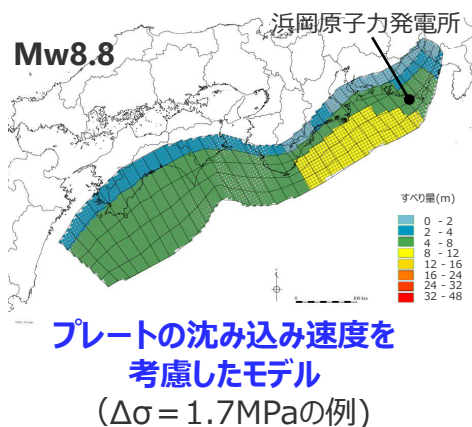 浜岡原子力発電所
Mw8.8
すべり量(m)
0 - 2
2 - 4
4 - 8
8 - 12
12 - 16
16 - 24
24 - 32
32 - 48
100 km
プレートの沈み込み速度を
考慮したモデル
（Δσ＝1.7MPaの例）